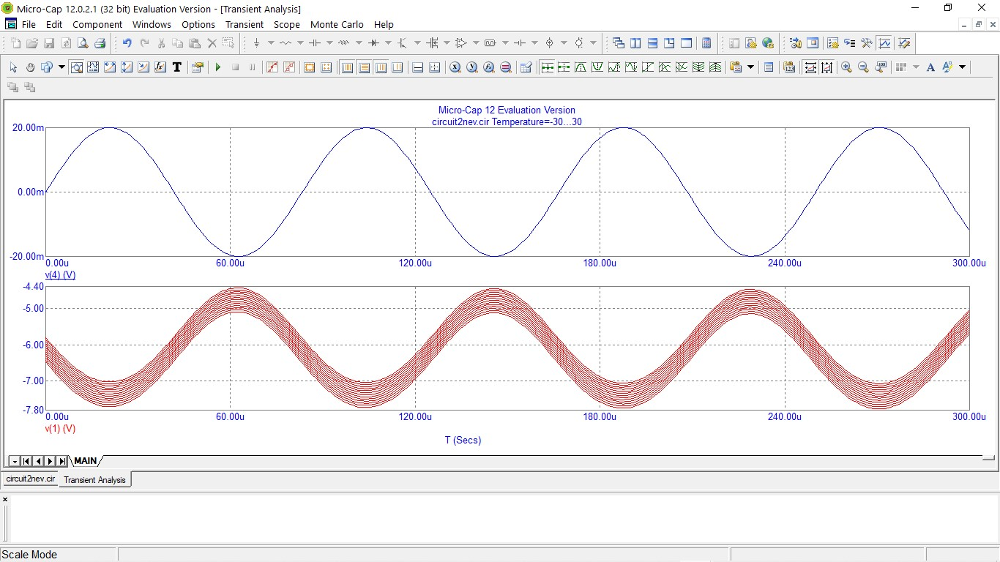 Micro-Cap 12.0.2.1 (32 bit) Evaluation Version - [Transient Analysis]
File Edit Component Windows Options Transient Scope Monte Carlo Help
Micro-Cap 12 Evaluation Version
circuit2nev.cir Temperature=-30...30
20.00m
0.00m
-20.00m
0.00u 60.00u 120.00u 180.00u 240.00u 300.00u
v(4) (V)
-4.40
-5.00
-6.00
-7.00
-7.80
0.00u 60.00u 120.00u 180.00u 240.00u 300.00u
v(1) (V)
T (Secs)
MAIN
circuit2nev.cir Transient Analysis
Scale Mode